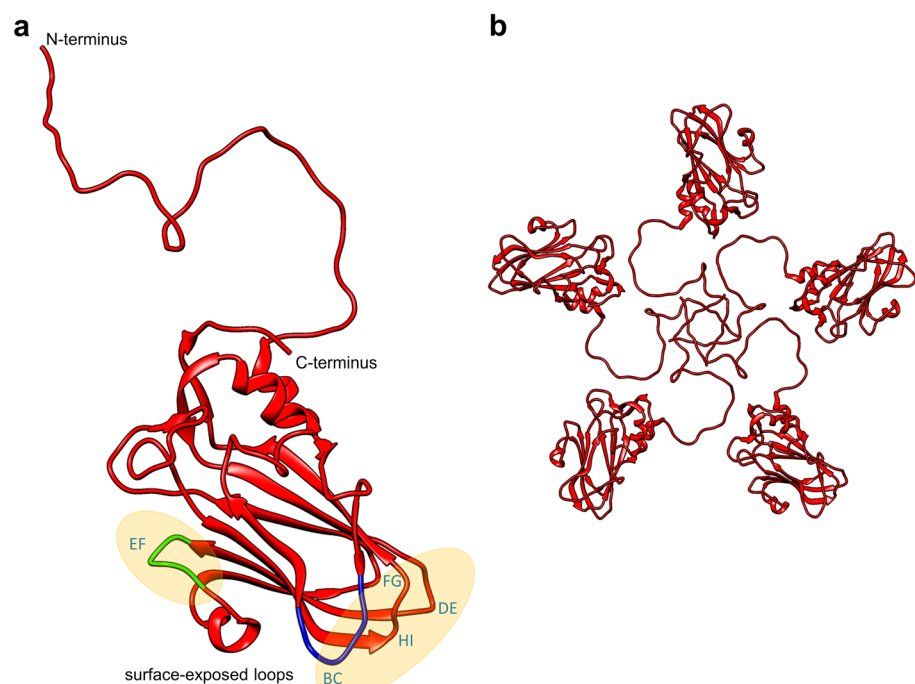 a
b
N-terminus
C-terminus
EF
FG
DE
HI
surface-exposed loops
BC